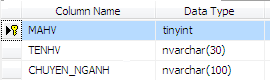 Column Name Data Type
MAHV tinyint
TENHV nvarchar(30)
CHUYEN_NGANH nvarchar(100)